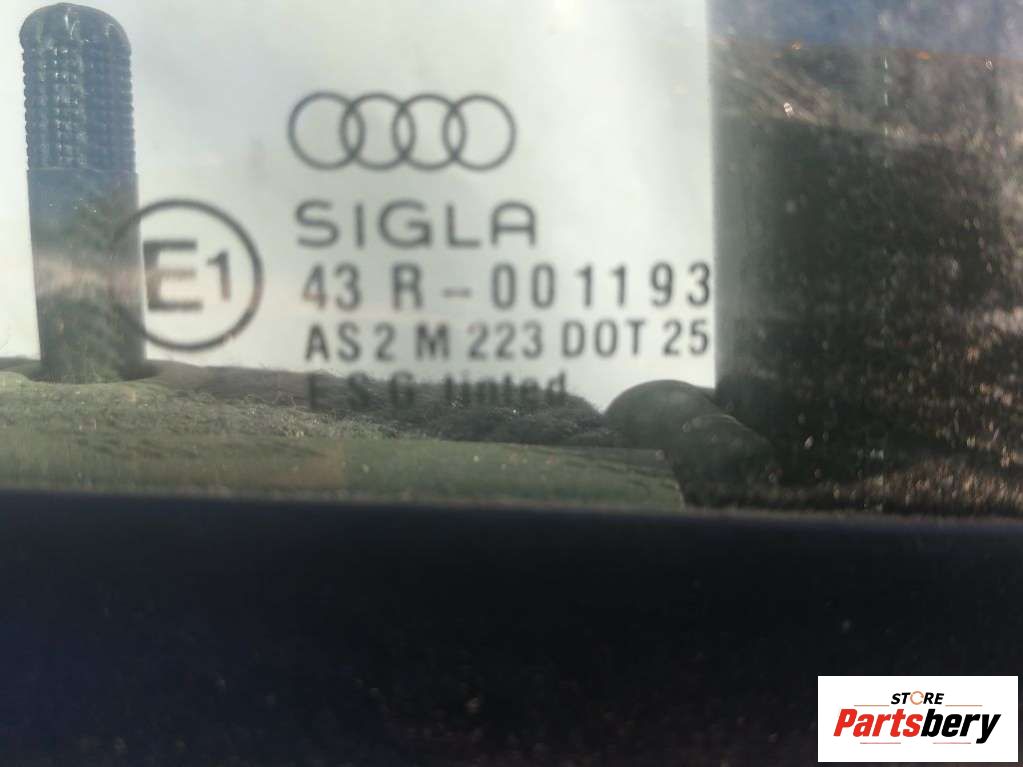 SIGLA
E1
43 R - 001193
AS2 M 223 DOT 25
ESG tinted
STORE
Partsbery